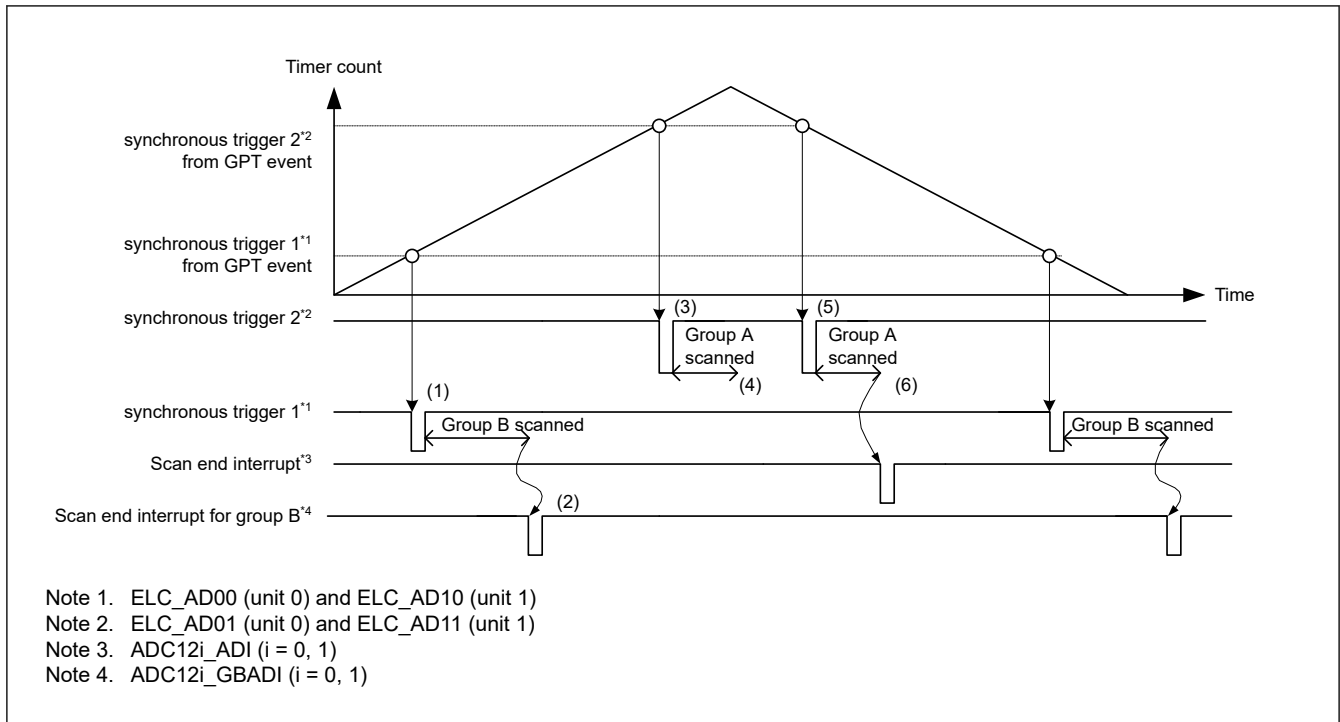 Timer count
synchronous trigger 2*2
from GPT event
synchronous trigger 1*1
from GPT event
Time
synchronous trigger 2*2
(3)
(5)
Group A
scanned
Group A
scanned
(4)
(6)
(1)
synchronous trigger 1*1
Group B scanned
Group B scanned
Scan end interrupt*3
(2)
Scan end interrupt for group B*4
Note 1. ELC_AD00 (unit 0) and ELC_AD10 (unit 1)
Note 2. ELC_AD01 (unit 0) and ELC_AD11 (unit 1)
Note 3. ADC12i_ADI (i = 0, 1)
Note 4. ADC12i_GBADI (i = 0, 1)